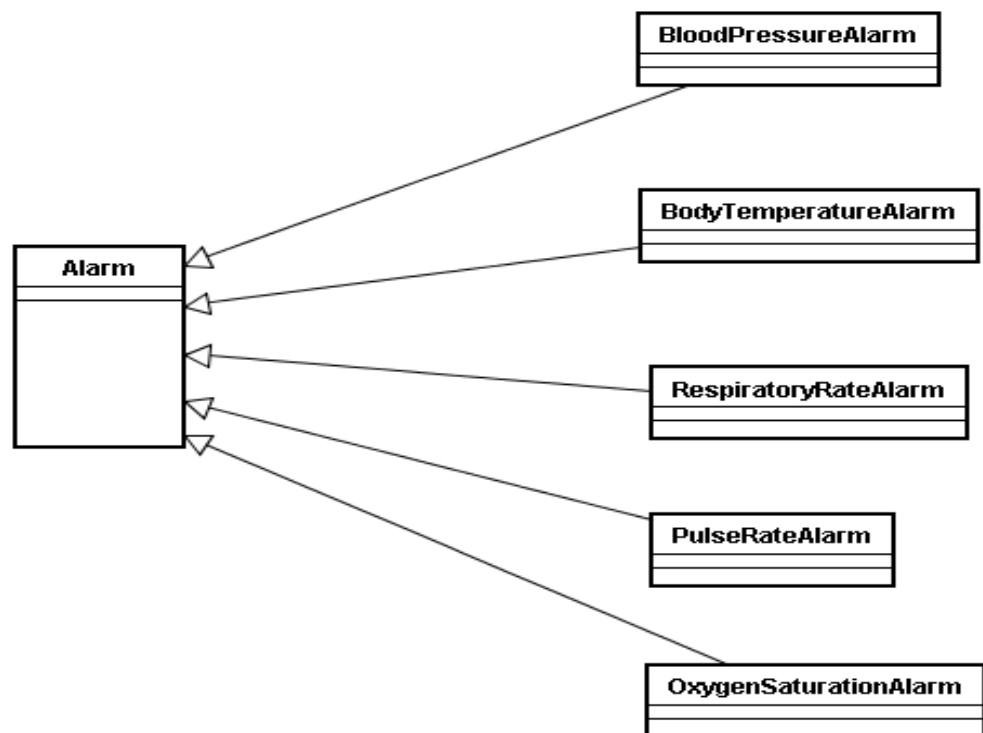 BloodPressureAlarm
BodyTemperatureAlarm
Alarm
RespiratoryRateAlarm
PulseRateAlarm
OxygenSaturationAlarm